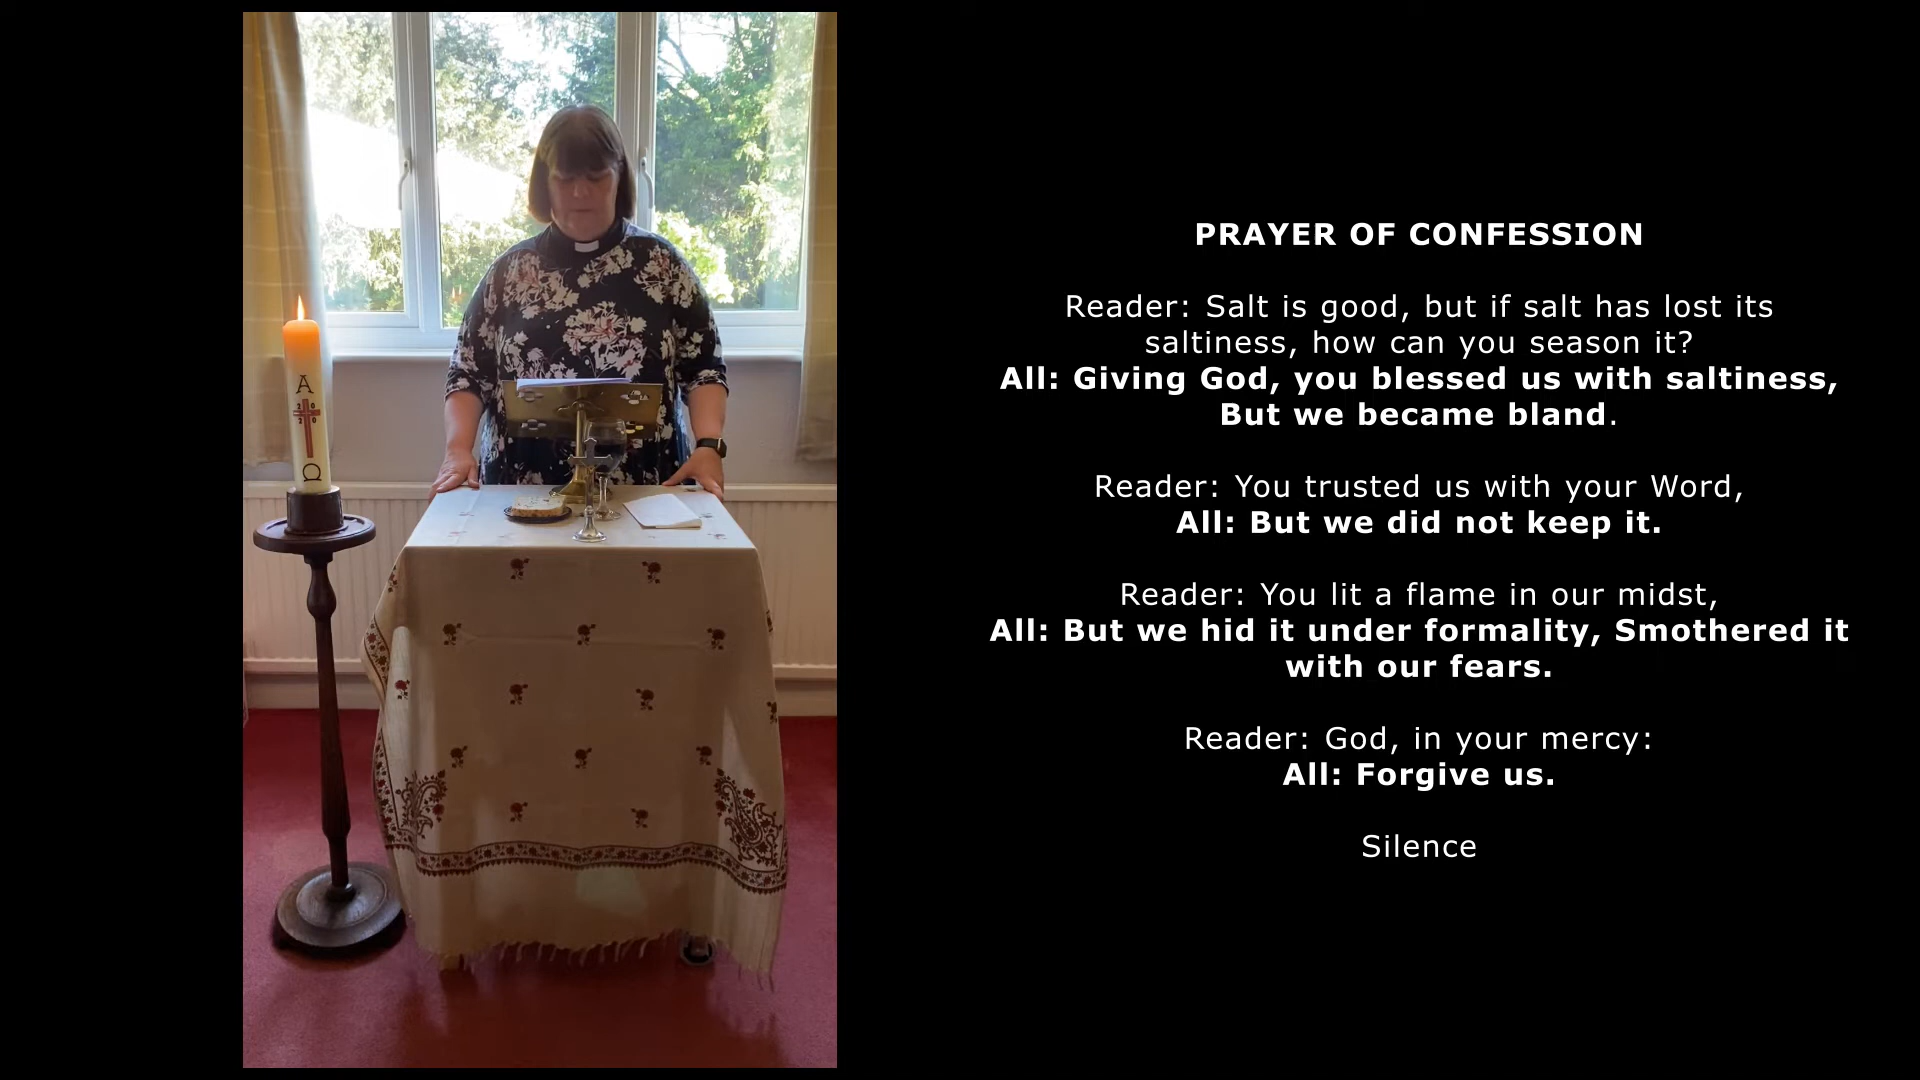 Α
20
20
Ω
PRAYER OF CONFESSION
Reader: Salt is good, but if salt has lost its
saltiness, how can you season it?
All: Giving God, you blessed us with saltiness,
But we became bland.
Reader: You trusted us with your Word,
All: But we did not keep it.
Reader: You lit a flame in our midst,
All: But we hid it under formality, Smothered it
with our fears.
Reader: God, in your mercy:
All: Forgive us.
Silence